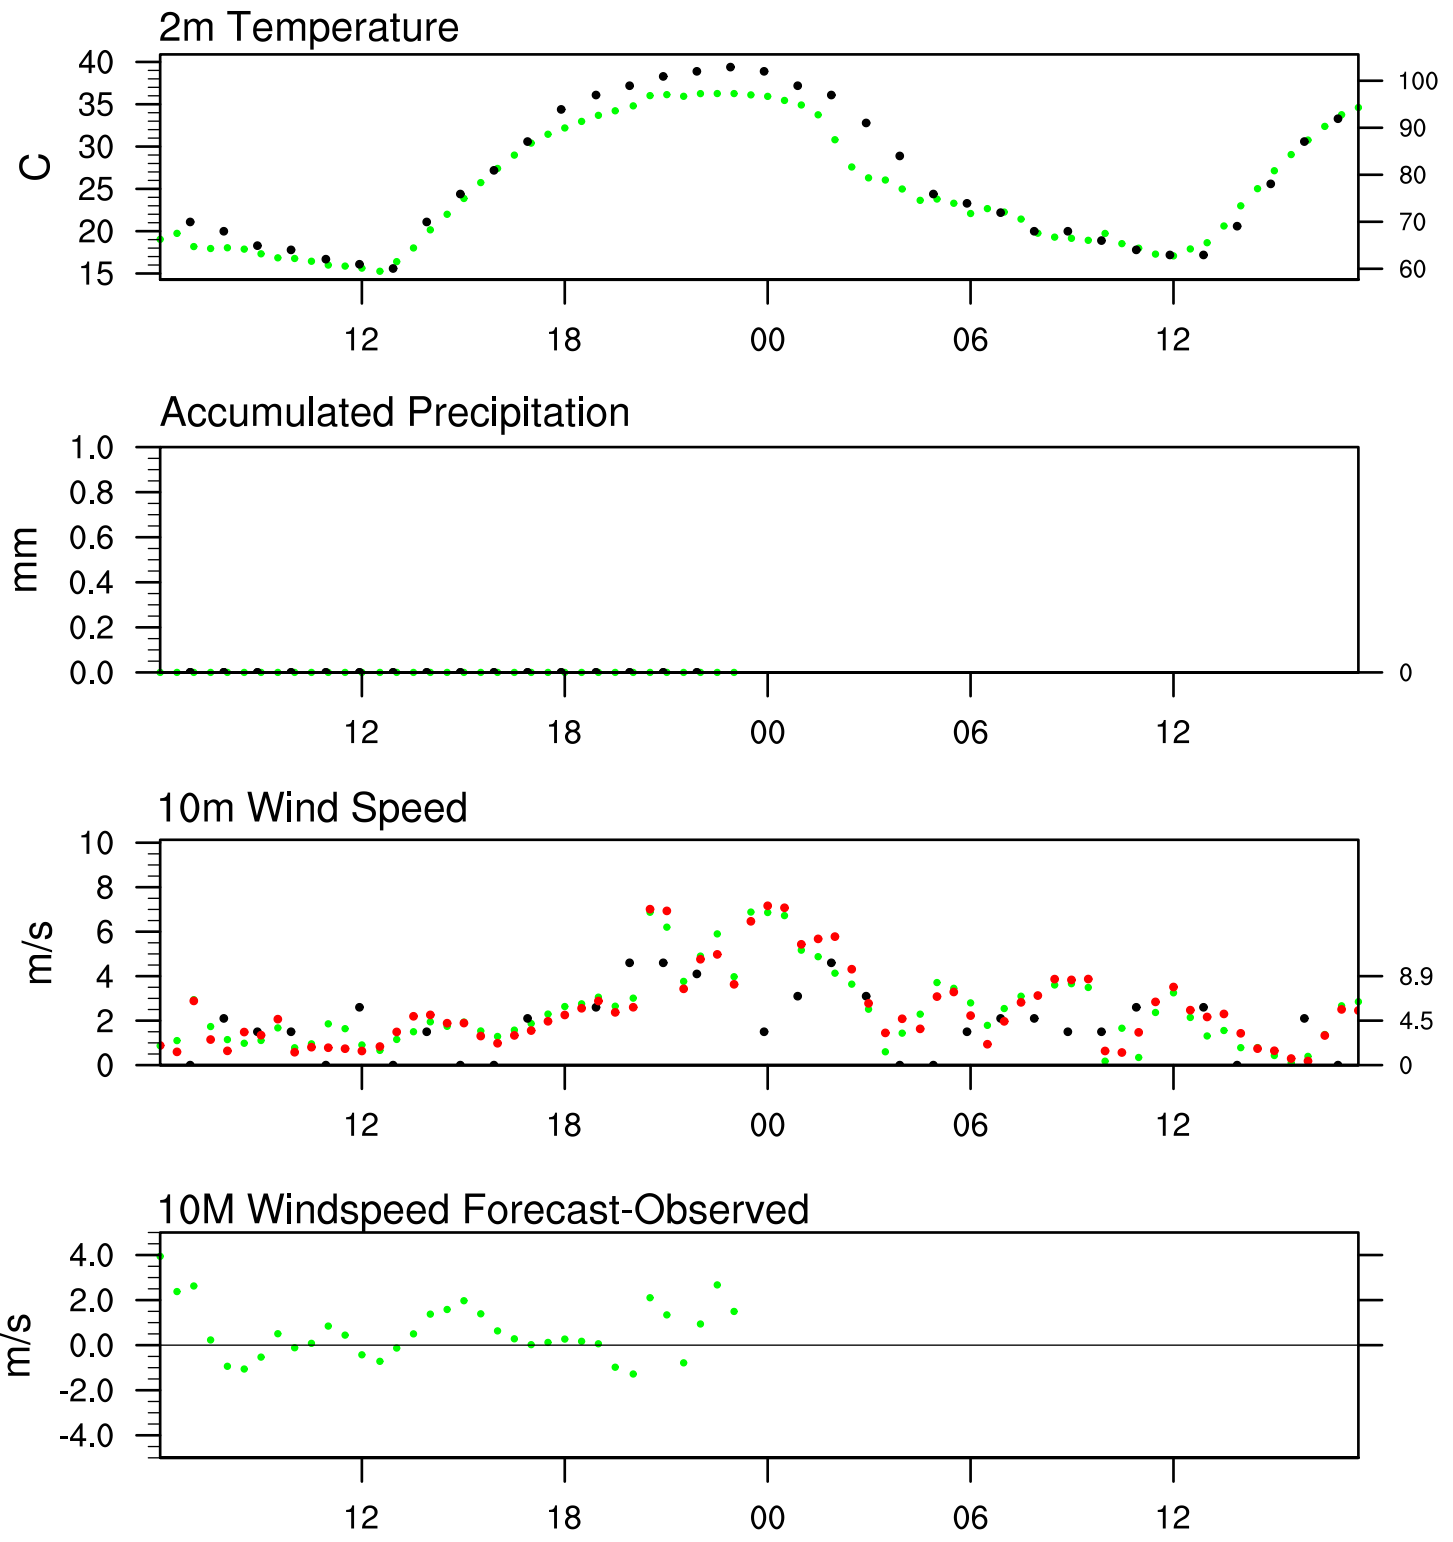 2m Temperature
40
35
30
25
20
15
C
100
90
80
70
60
12 18 00 06 12
Accumulated Precipitation
1.0
0.8
0.6
0.4
0.2
0.0
mm
0
12 18 00 06 12
10m Wind Speed
10
8
6
4
2
0
m/s
8.9
4.5
0
12 18 00 06 12
10M Windspeed Forecast-Observed
4.0
2.0
0.0
-2.0
-4.0
m/s
12 18 00 06 12